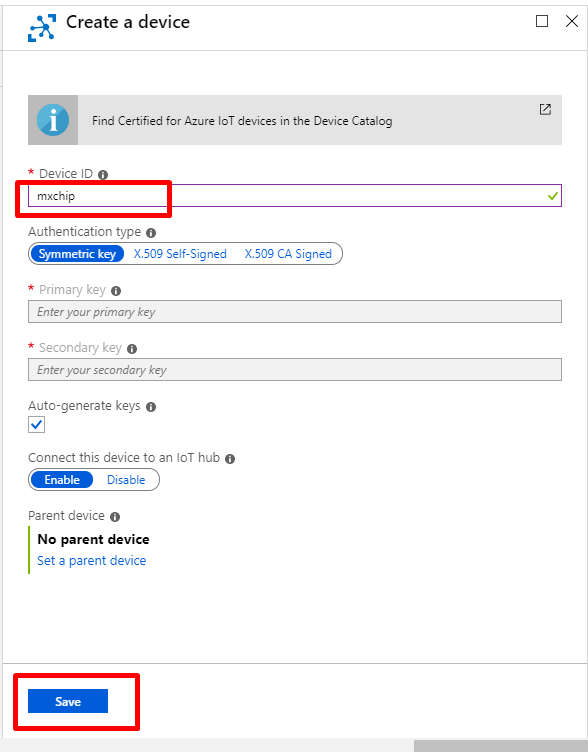 Create a device
Find Certified for Azure IoT devices in the Device Catalog
* Device ID
mxchip
Authentication type
Symmetric key X.509 Self-Signed X.509 CA Signed
* Primary key
Enter your primary key
* Secondary key
Enter your secondary key
Auto-generate keys
Connect this device to an IoT hub
Enable Disable
Parent device
No parent device
Set a parent device
Save